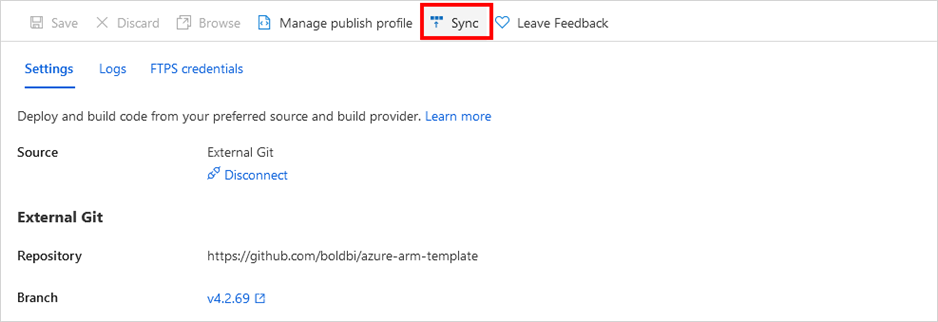 Save Discard Browse Manage publish profile Sync Leave Feedback
Settings Logs FTPS credentials
Deploy and build code from your preferred source and build provider. Learn more
Source External Git
Disconnect
External Git
Repository https://github.com/boldbi/azure-arm-template
Branch v4.2.69